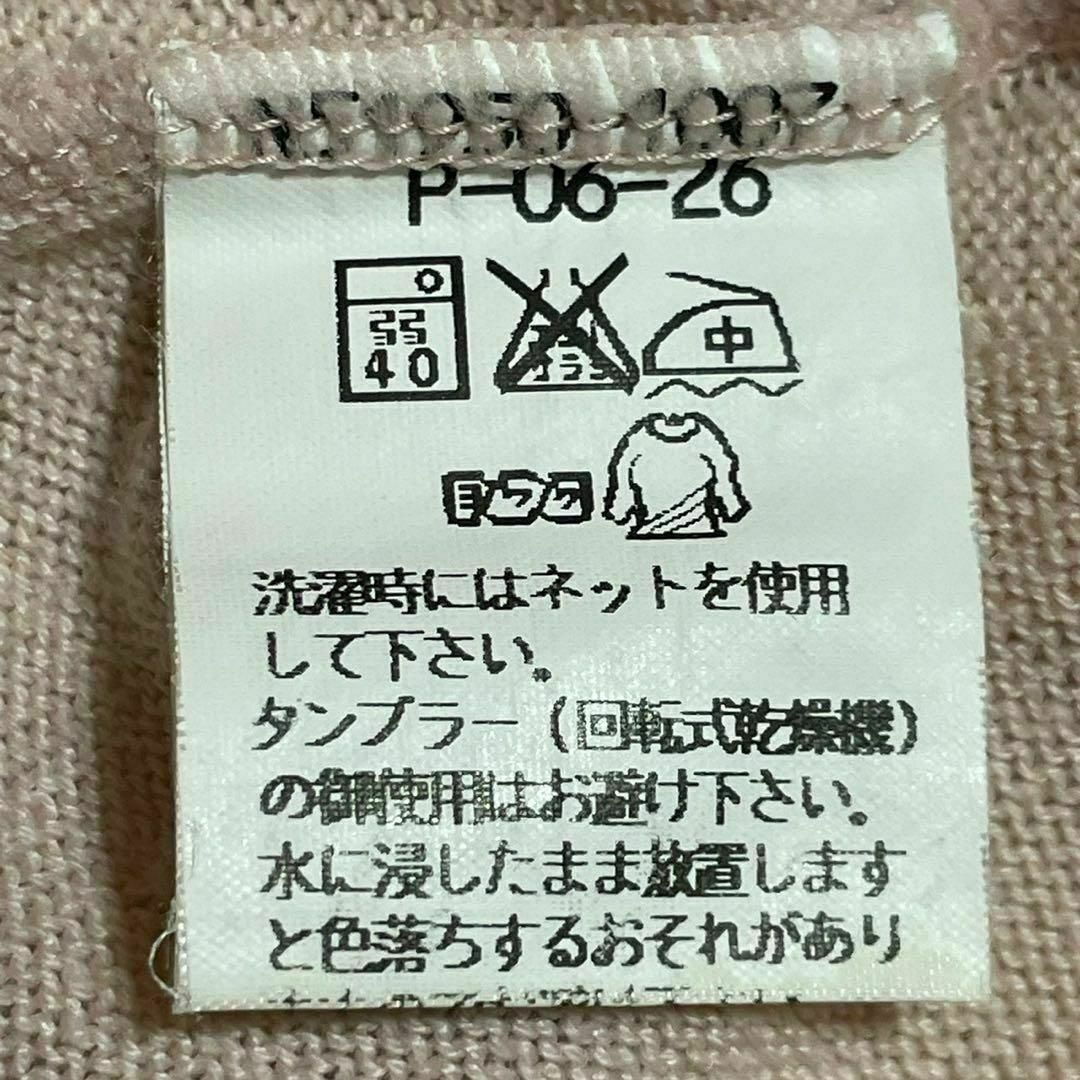 P-06-26
弱
40
中
ヨワク
洗濯時にはネットを使用
して下さい。
タンブラー(回転式乾燥機)
の御使用はお避け下さい。
水に浸したまま放置します
と色落ちするおそれがあり